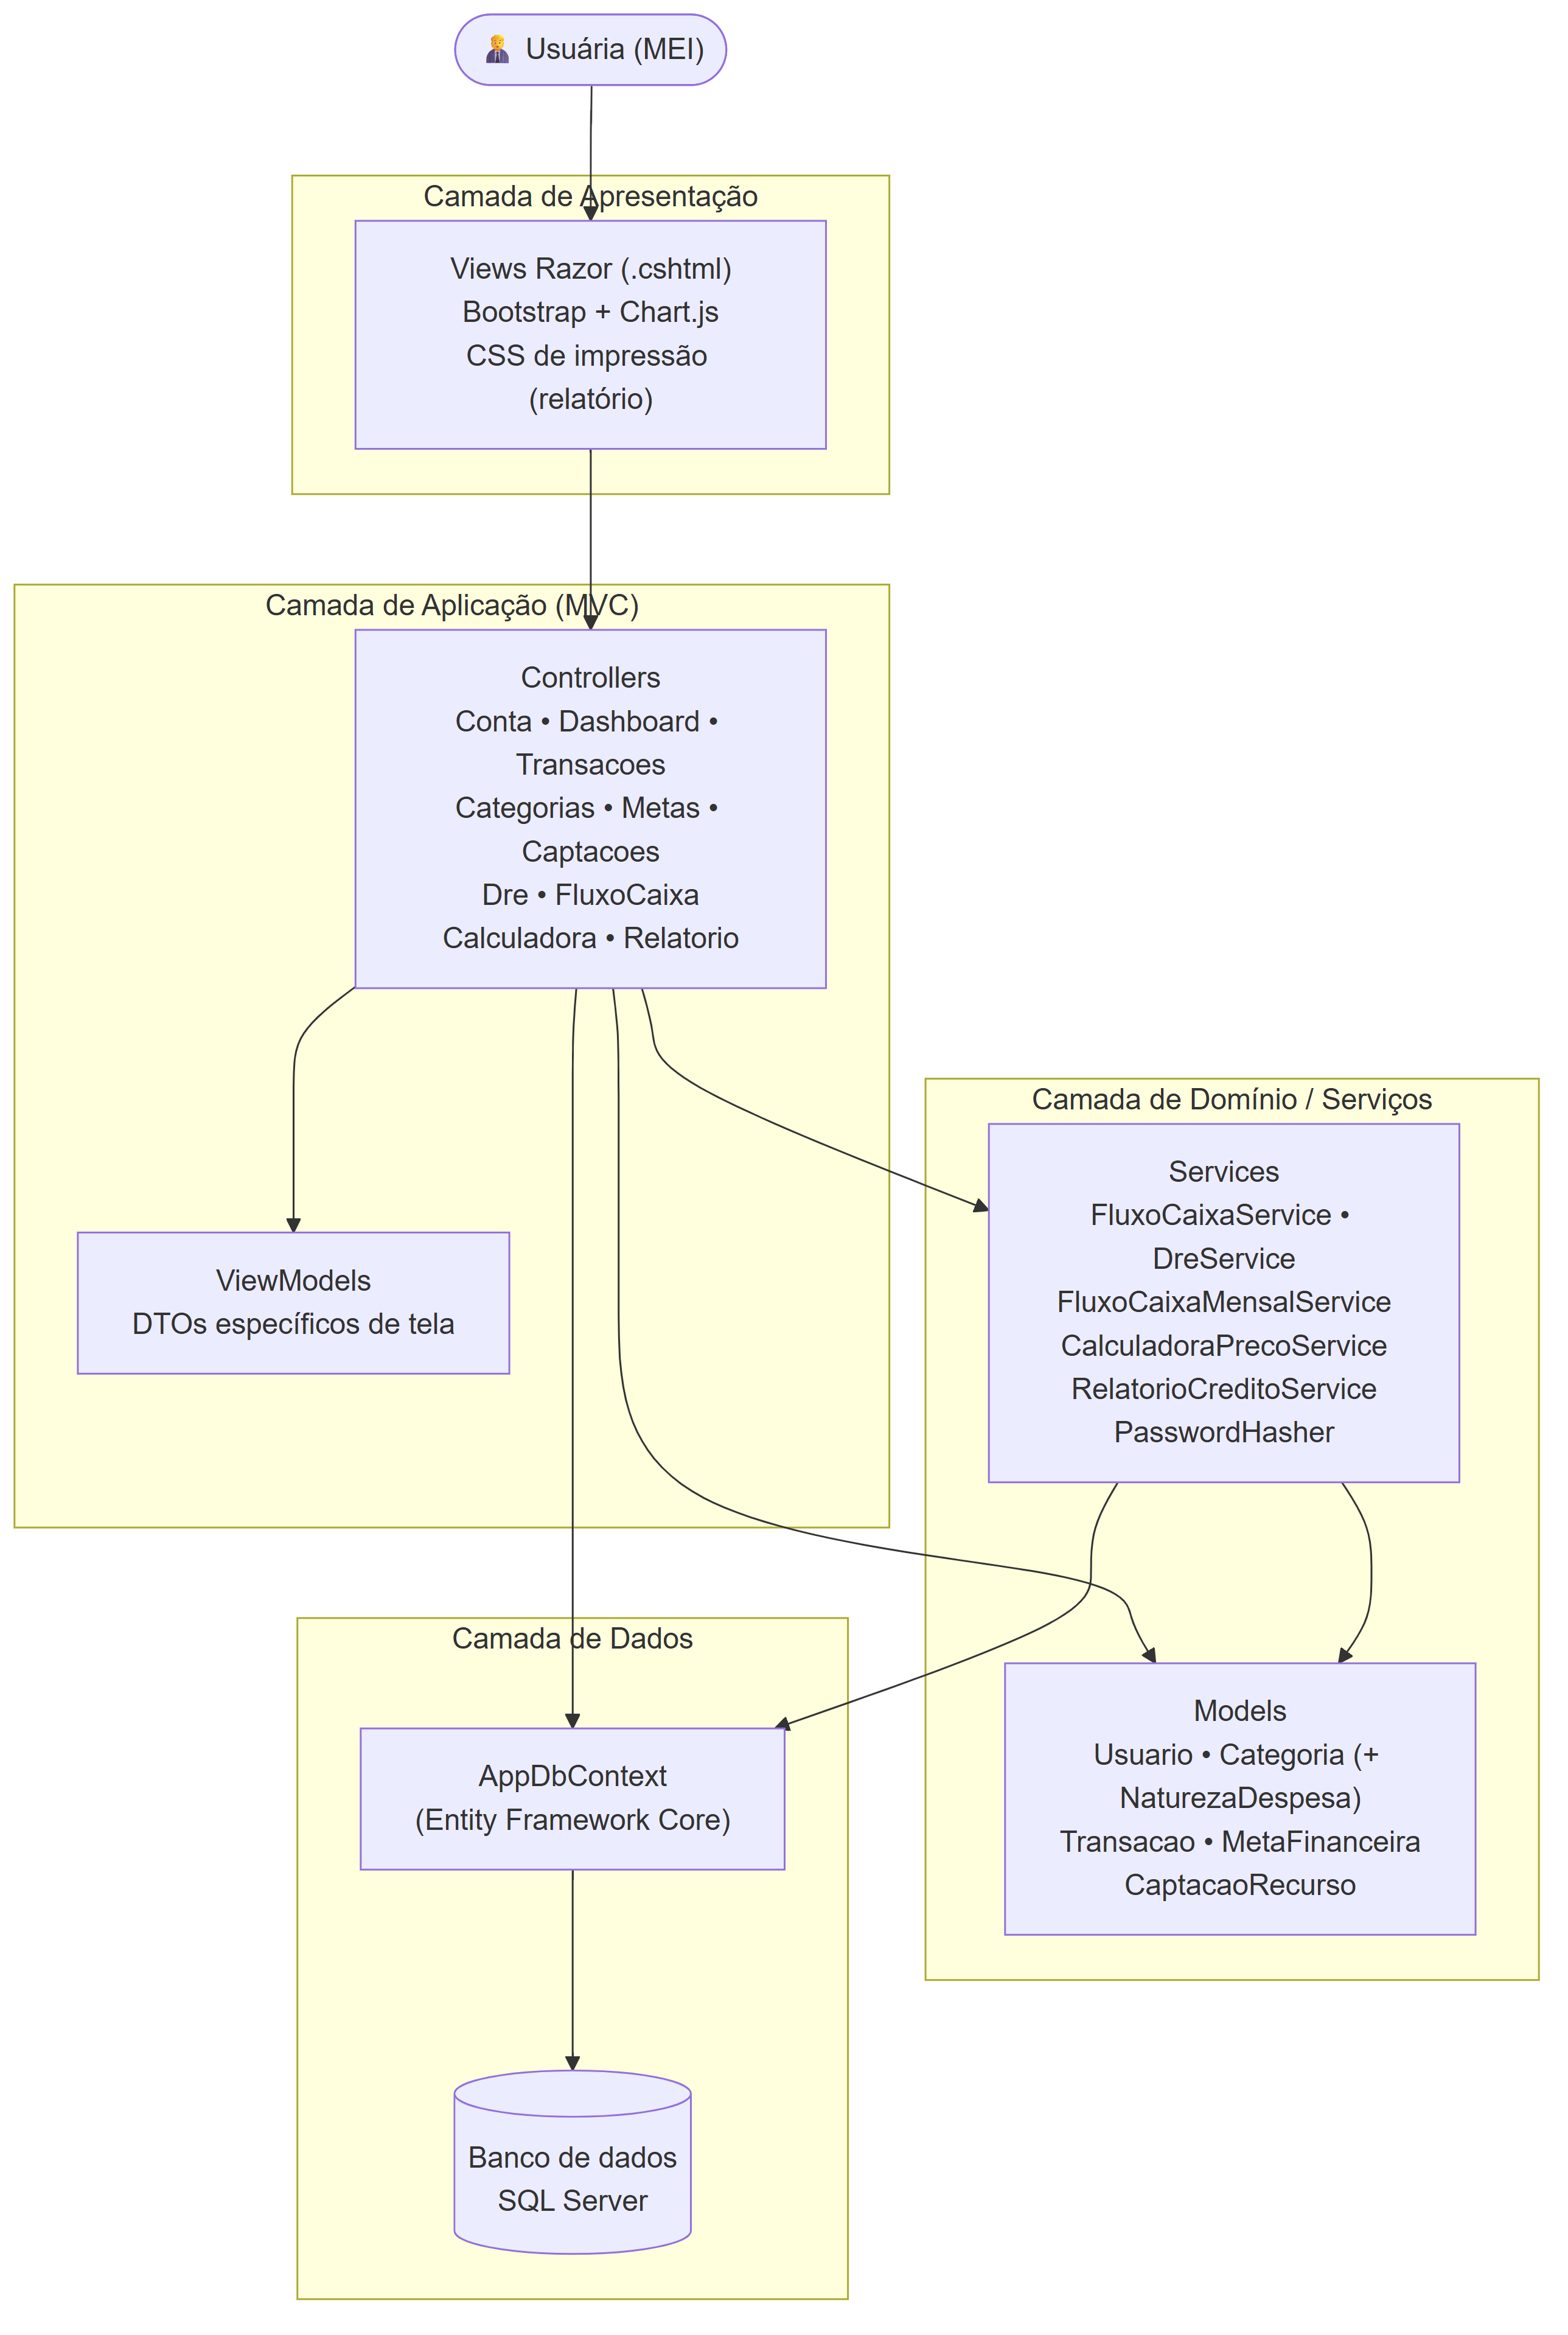 Usuária (MEI)
Camada de Apresentação
Views Razor (.cshtml)
Bootstrap + Chart.js
CSS de impressão
(relatório)
Camada de Aplicação (MVC)
Controllers
Conta • Dashboard •
Transacoes
Categorias • Metas •
Captacoes
Dre • FluxoCaixa
Calculadora • Relatorio
ViewModels
DTOs específicos de tela
Camada de Domínio / Serviços
Services
FluxoCaixaService •
DreService
FluxoCaixaMensalService
CalculadoraPrecoService
RelatorioCreditoService
PasswordHasher
Models
Usuario • Categoria (+
NaturezaDespesa)
Transacao • MetaFinanceira
CaptacaoRecurso
Camada de Dados
AppDbContext
(Entity Framework Core)
Banco de dados
SQL Server